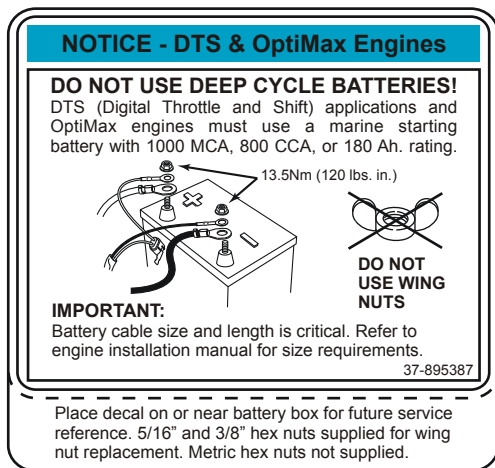 NOTICE - DTS & OptiMax Engines
DO NOT USE DEEP CYCLE BATTERIES!
DTS (Digital Throttle and Shift) applications and
OptiMax engines must use a marine starting
battery with 1000 MCA, 800 CCA, or 180 Ah. rating.
13.5Nm (120 lbs. in.)
DO NOT
USE WING
NUTS
IMPORTANT:
Battery cable size and length is critical. Refer to
engine installation manual for size requirements.
37-895387
Place decal on or near battery box for future service
reference. 5/16” and 3/8” hex nuts supplied for wing
nut replacement. Metric hex nuts not supplied.